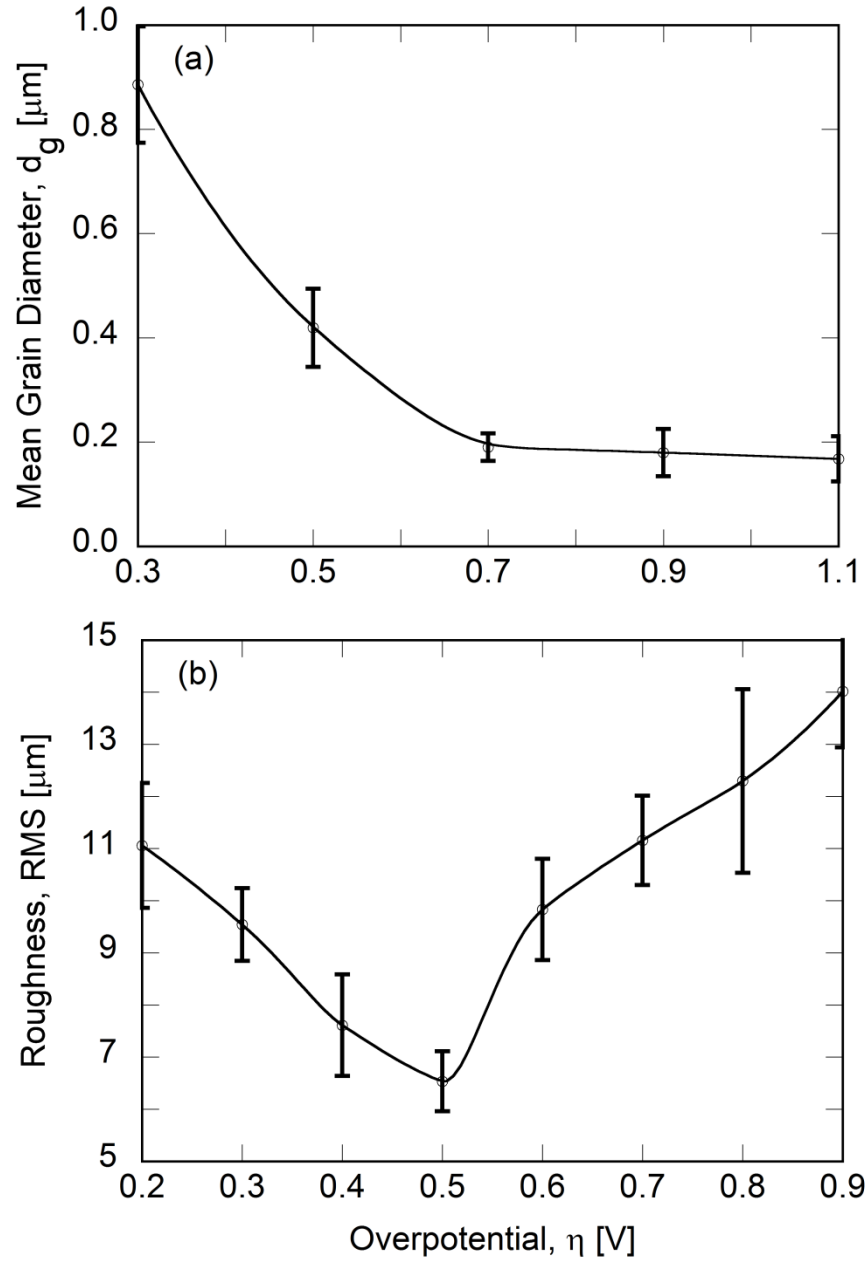 (a)
Mean Grain Diameter, d_g [μm]
1.0
0.8
0.6
0.4
0.2
0.0
0.3 0.5 0.7 0.9 1.1
(b)
Roughness, RMS [μm]
15
13
11
9
7
5
0.2 0.3 0.4 0.5 0.6 0.7 0.8 0.9
Overpotential, η [V]